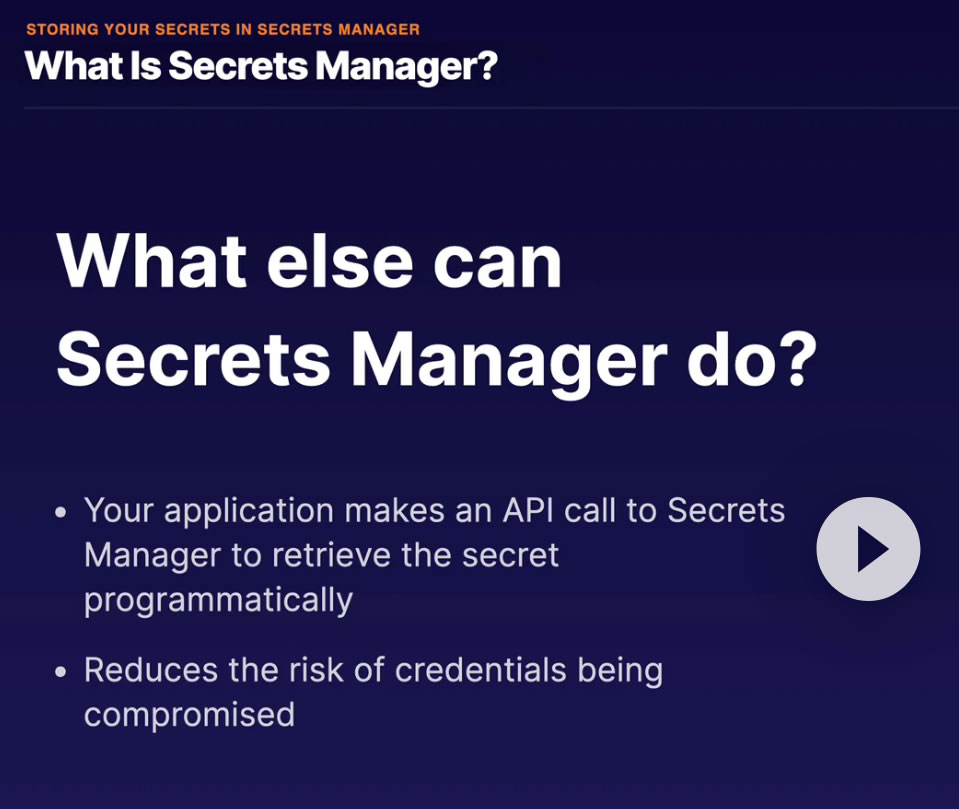 STORING YOUR SECRETS IN SECRETS MANAGER
What Is Secrets Manager?
What else can
Secrets Manager do?
• Your application makes an API call to Secrets
Manager to retrieve the secret
programmatically
• Reduces the risk of credentials being
compromised